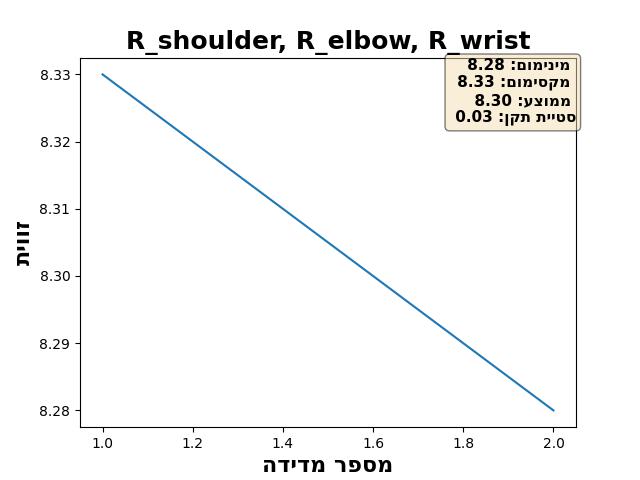 R_shoulder, R_elbow, R_wrist
מינימום: 8.28
מקסימום: 8.33
ממוצע: 8.30
סטיית תקן: 0.03
8.33
8.32
8.31
8.30
8.29
8.28
זווית
1.0 1.2 1.4 1.6 1.8 2.0
מספר מדידה